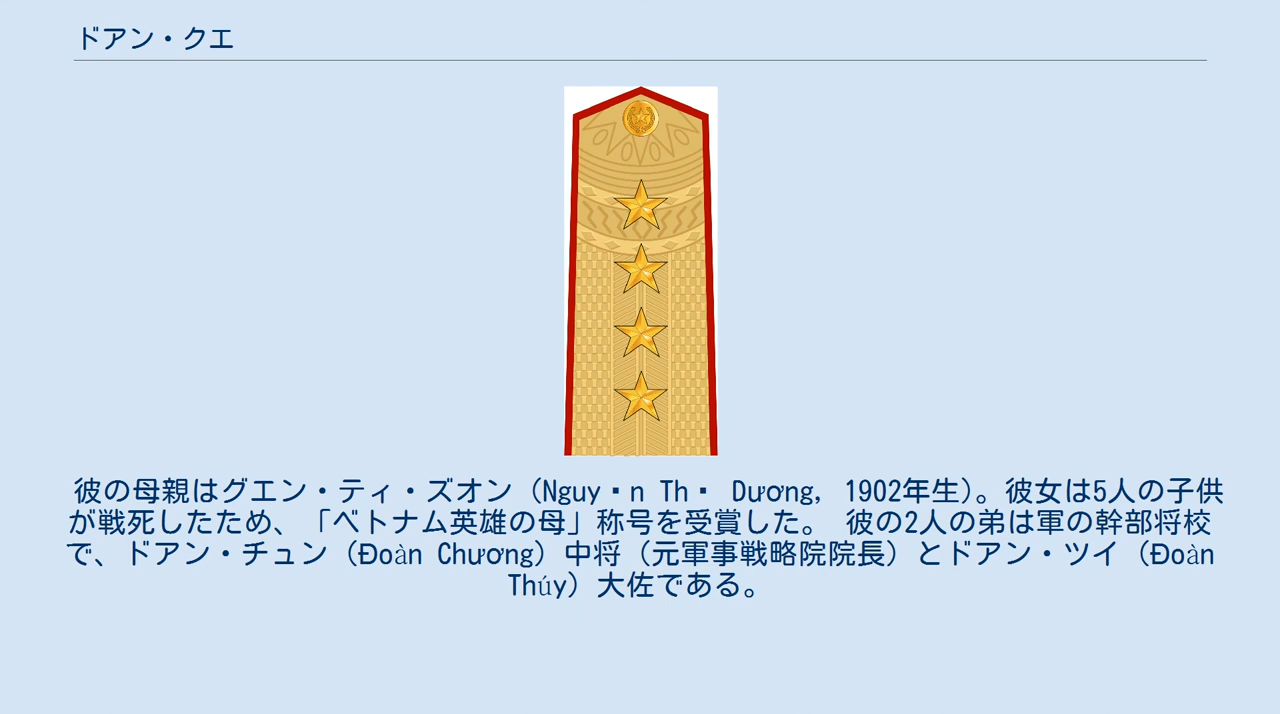 ドアン・クエ
彼の母親はグエン・ティ・ズオン（Nguy▪n Th▪ Dương, 1902年生)。彼女は5人の子供
が戦死したため、「ベトナム英雄の母」称号を受賞した。 彼の2人の弟は軍の幹部将校
で、ドアン・チュン（Đoàn Chương）中将（元軍事戦略院院長）とドアン・ツイ（Đoàn
Thúy）大佐である。